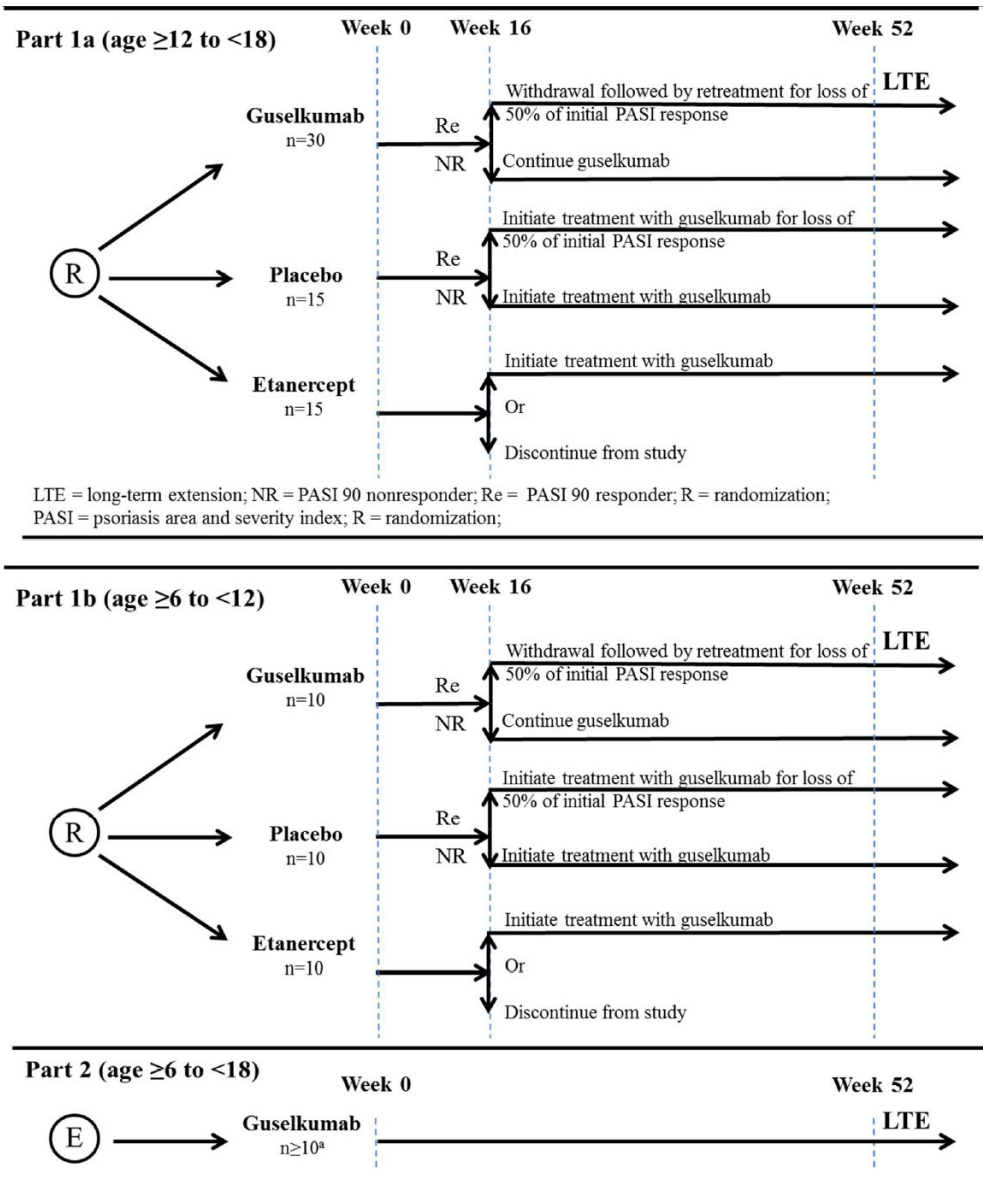 Part 1a (age ≥12 to <18)
Week 0
Week 16
Week 52
LTE
R
Guselkumab
n=30
Re
NR
Withdrawal followed by retreatment for loss of
50% of initial PASI response
Continue guselkumab
Placebo
n=15
Re
NR
Initiate treatment with guselkumab for loss of
50% of initial PASI response
Initiate treatment with guselkumab
Etanercept
n=15
Initiate treatment with guselkumab
Or
Discontinue from study
LTE = long-term extension; NR = PASI 90 nonresponder; Re = PASI 90 responder; R = randomization;
PASI = psoriasis area and severity index; R = randomization;
Part 1b (age ≥6 to <12)
Week 0
Week 16
Week 52
LTE
R
Guselkumab
n=10
Re
NR
Withdrawal followed by retreatment for loss of
50% of initial PASI response
Continue guselkumab
Placebo
n=10
Re
NR
Initiate treatment with guselkumab for loss of
50% of initial PASI response
Initiate treatment with guselkumab
Etanercept
n=10
Initiate treatment with guselkumab
Or
Discontinue from study
Part 2 (age ≥6 to <18)
Week 0
Week 52
LTE
E
Guselkumab
n≥10ᵃ